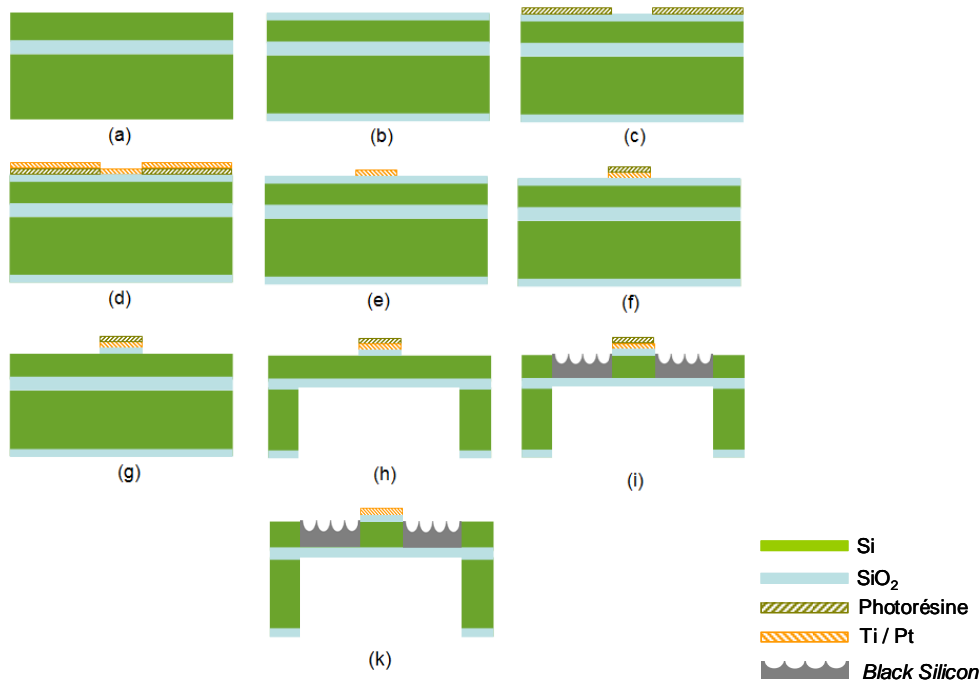 (a)
(b)
(c)
(d)
(e)
(f)
(g)
(h)
(i)
(k)
Si
SiO₂
Photorésine
Ti / Pt
Black Silicon